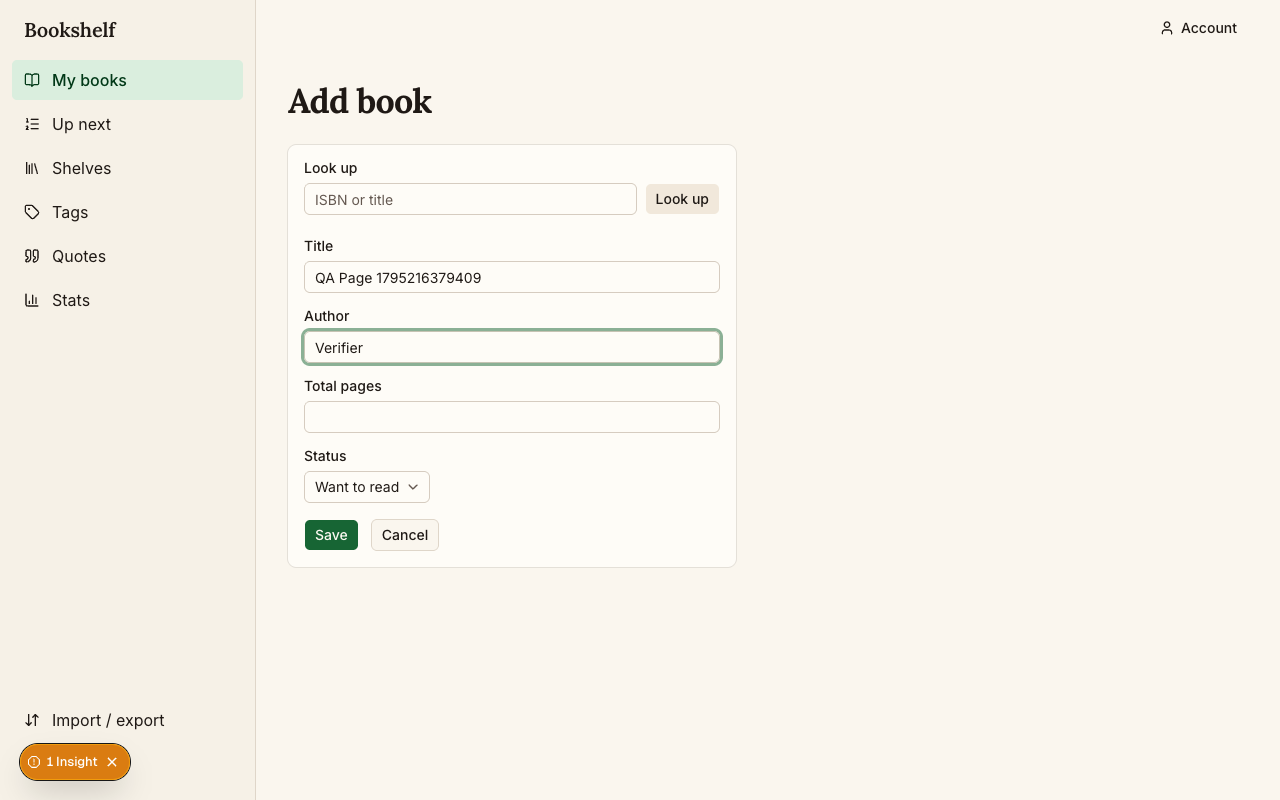 Bookshelf
My books
Up next
Shelves
Tags
Quotes
Stats
Import / export
1 Insight
Account
Add book
Look up
ISBN or title
Look up
Title
QA Page 1795216379409
Author
Verifier
Total pages
Status
Want to read
Save
Cancel